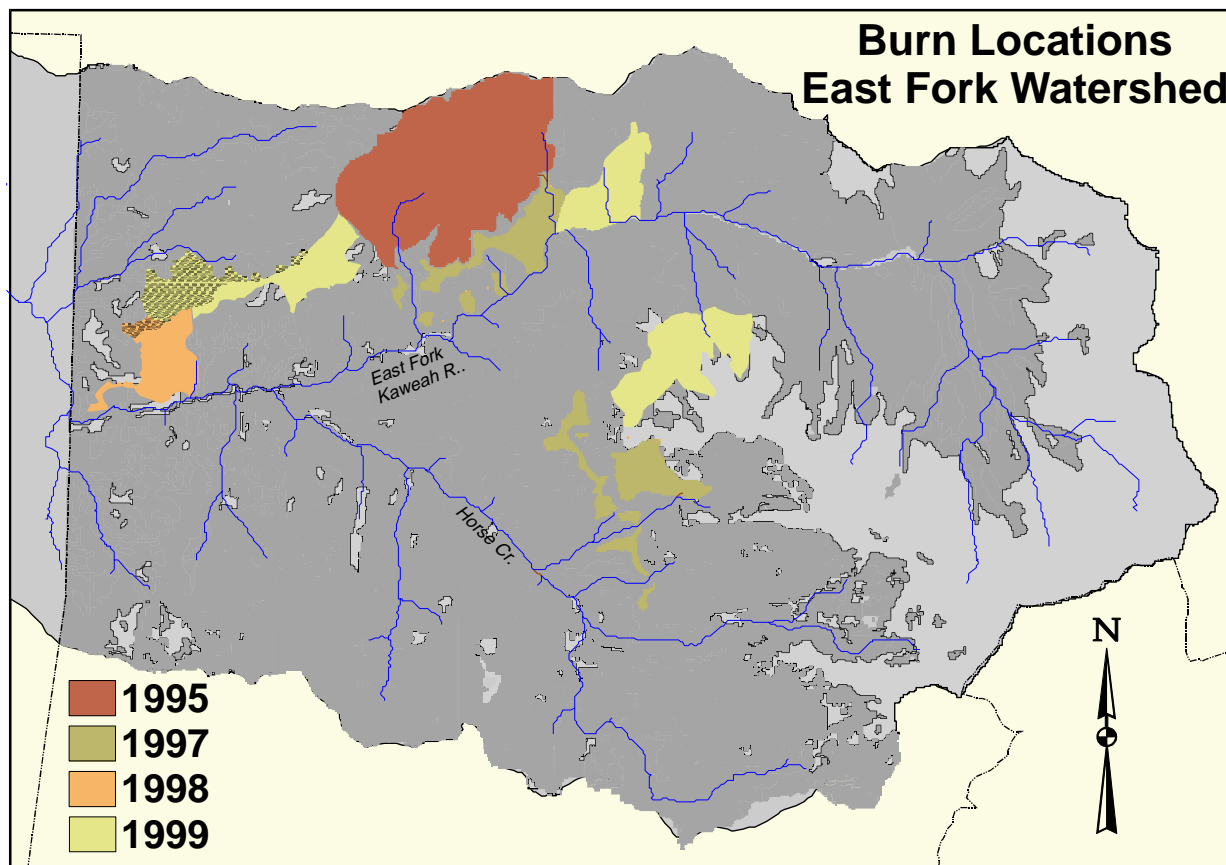 Burn Locations
East Fork Watershed
East Fork
Kaweah R..
Horse Cr.
N
1995
1997
1998
1999